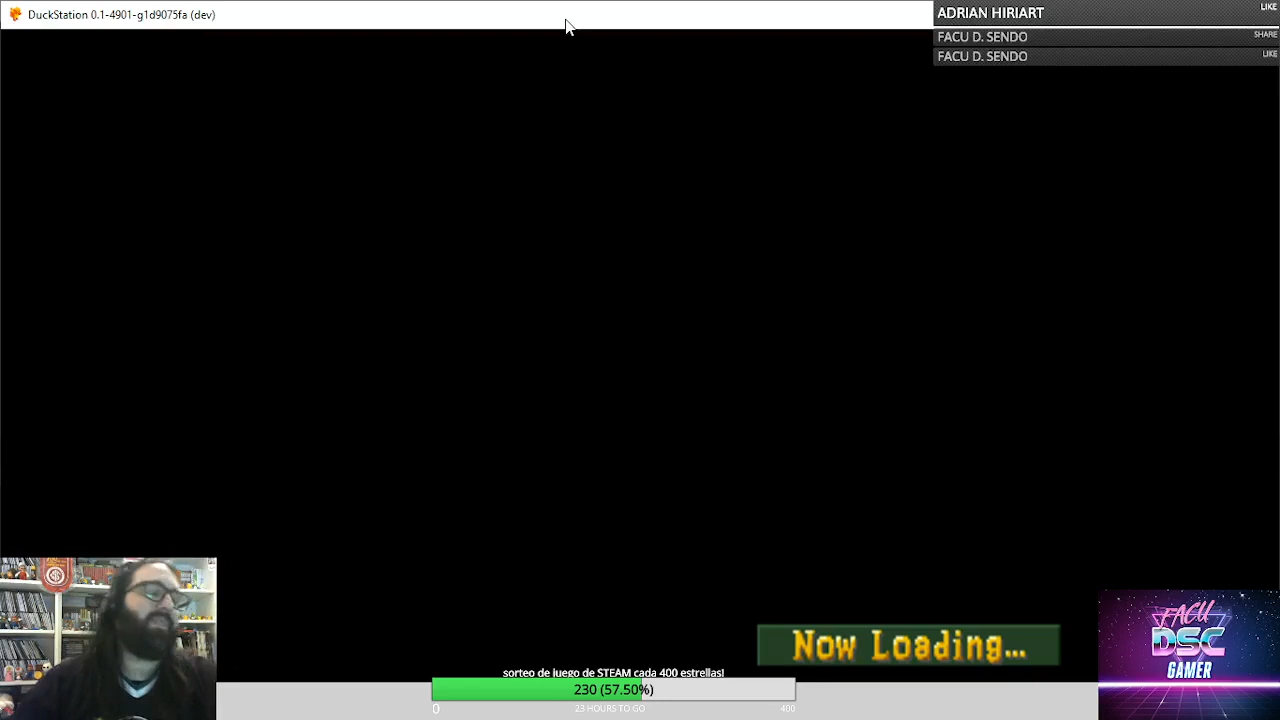 DuckStation 0.1-4901-g1d9075fa (dev)
ADRIAN HIRIART LIKE
FACU D. SENDO SHARE
FACU D. SENDO LIKE
Now Loading...
sorteo de juego de STEAM cada 400 estrellas!
230 (57.50%)
0 23 HOURS TO GO 400
FACU
DSC
GAMER